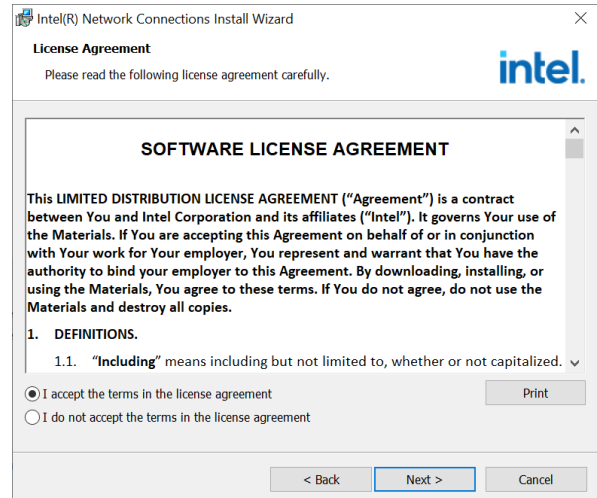 Intel(R) Network Connections Install Wizard
License Agreement
Please read the following license agreement carefully.
intel.
SOFTWARE LICENSE AGREEMENT
This LIMITED DISTRIBUTION LICENSE AGREEMENT (“Agreement”) is a contract
between You and Intel Corporation and its affiliates (“Intel”). It governs Your use of
the Materials. If You are accepting this Agreement on behalf of or in conjunction
with Your work for Your employer, You represent and warrant that You have the
authority to bind your employer to this Agreement. By downloading, installing, or
using the Materials, You agree to these terms. If You do not agree, do not use the
Materials and destroy all copies.
1. DEFINITIONS.
1.1. “Including” means including but not limited to, whether or not capitalized.
I accept the terms in the license agreement
Print
I do not accept the terms in the license agreement
< Back
Next >
Cancel